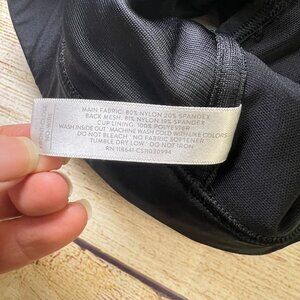 MAIN FABRIC: 80% NYLON 20% SPANDEX
BACK MESH: 81% NYLON 19% SPANDEX
CUP LINING: 100% POLYESTER
WASH INSIDE OUT MACHINE WASH COLD WITH LIKE COLORS
DO NOT BLEACH NO FABRIC SOFTENER
TUMBLE DRY LOW DO NOT IRON